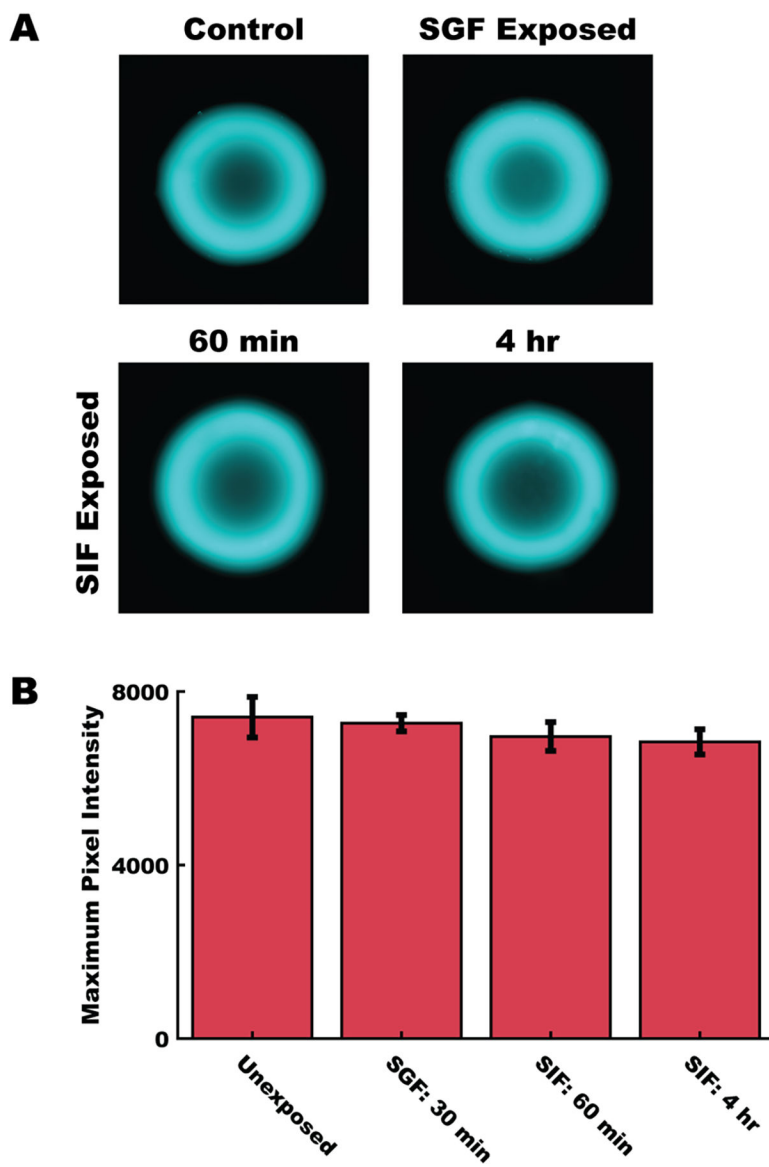 A
Control
SGF Exposed
60 min
4 hr
SIF Exposed
B
8000
4000
0
Maximum Pixel Intensity
Unexposed
SGF: 30 min
SIF: 60 min
SIF: 4 hr